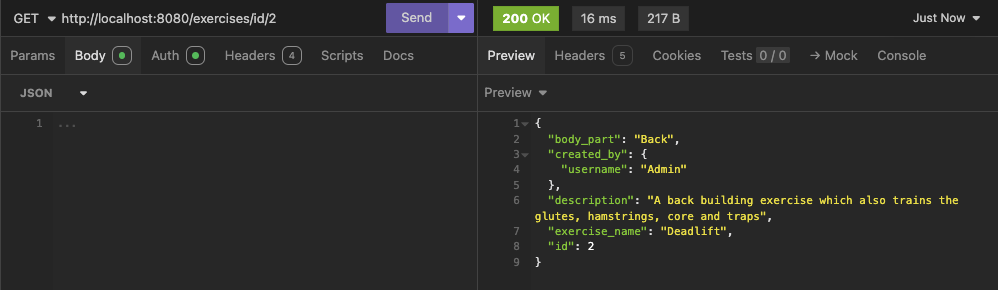 GET http://localhost:8080/exercises/id/2 Send 200 OK 16 ms 217 B Just Now
Params Body Auth Headers 4 Scripts Docs Preview Headers 5 Cookies Tests 0 / 0 → Mock Console
JSON Preview
1 ...
1 {
2 "body_part": "Back",
3 "created_by": {
4 "username": "Admin"
5 },
6 "description": "A back building exercise which also trains the
glutes, hamstrings, core and traps",
7 "exercise_name": "Deadlift",
8 "id": 2
9 }